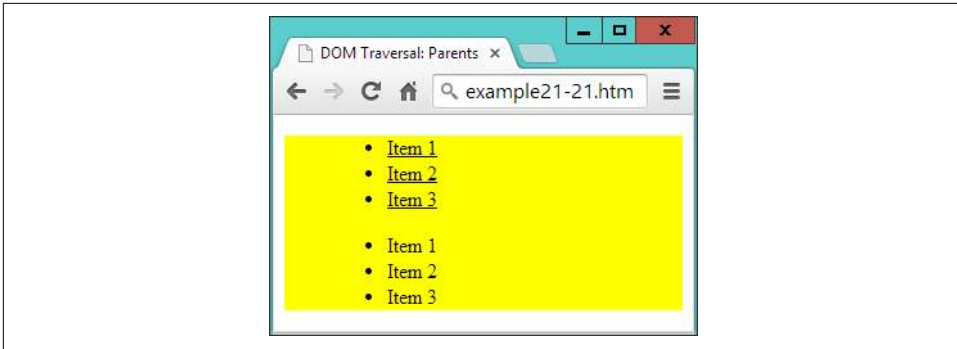 DOM Traversal: Parents
example21-21.htm
• Item 1
• Item 2
• Item 3
• Item 1
• Item 2
• Item 3